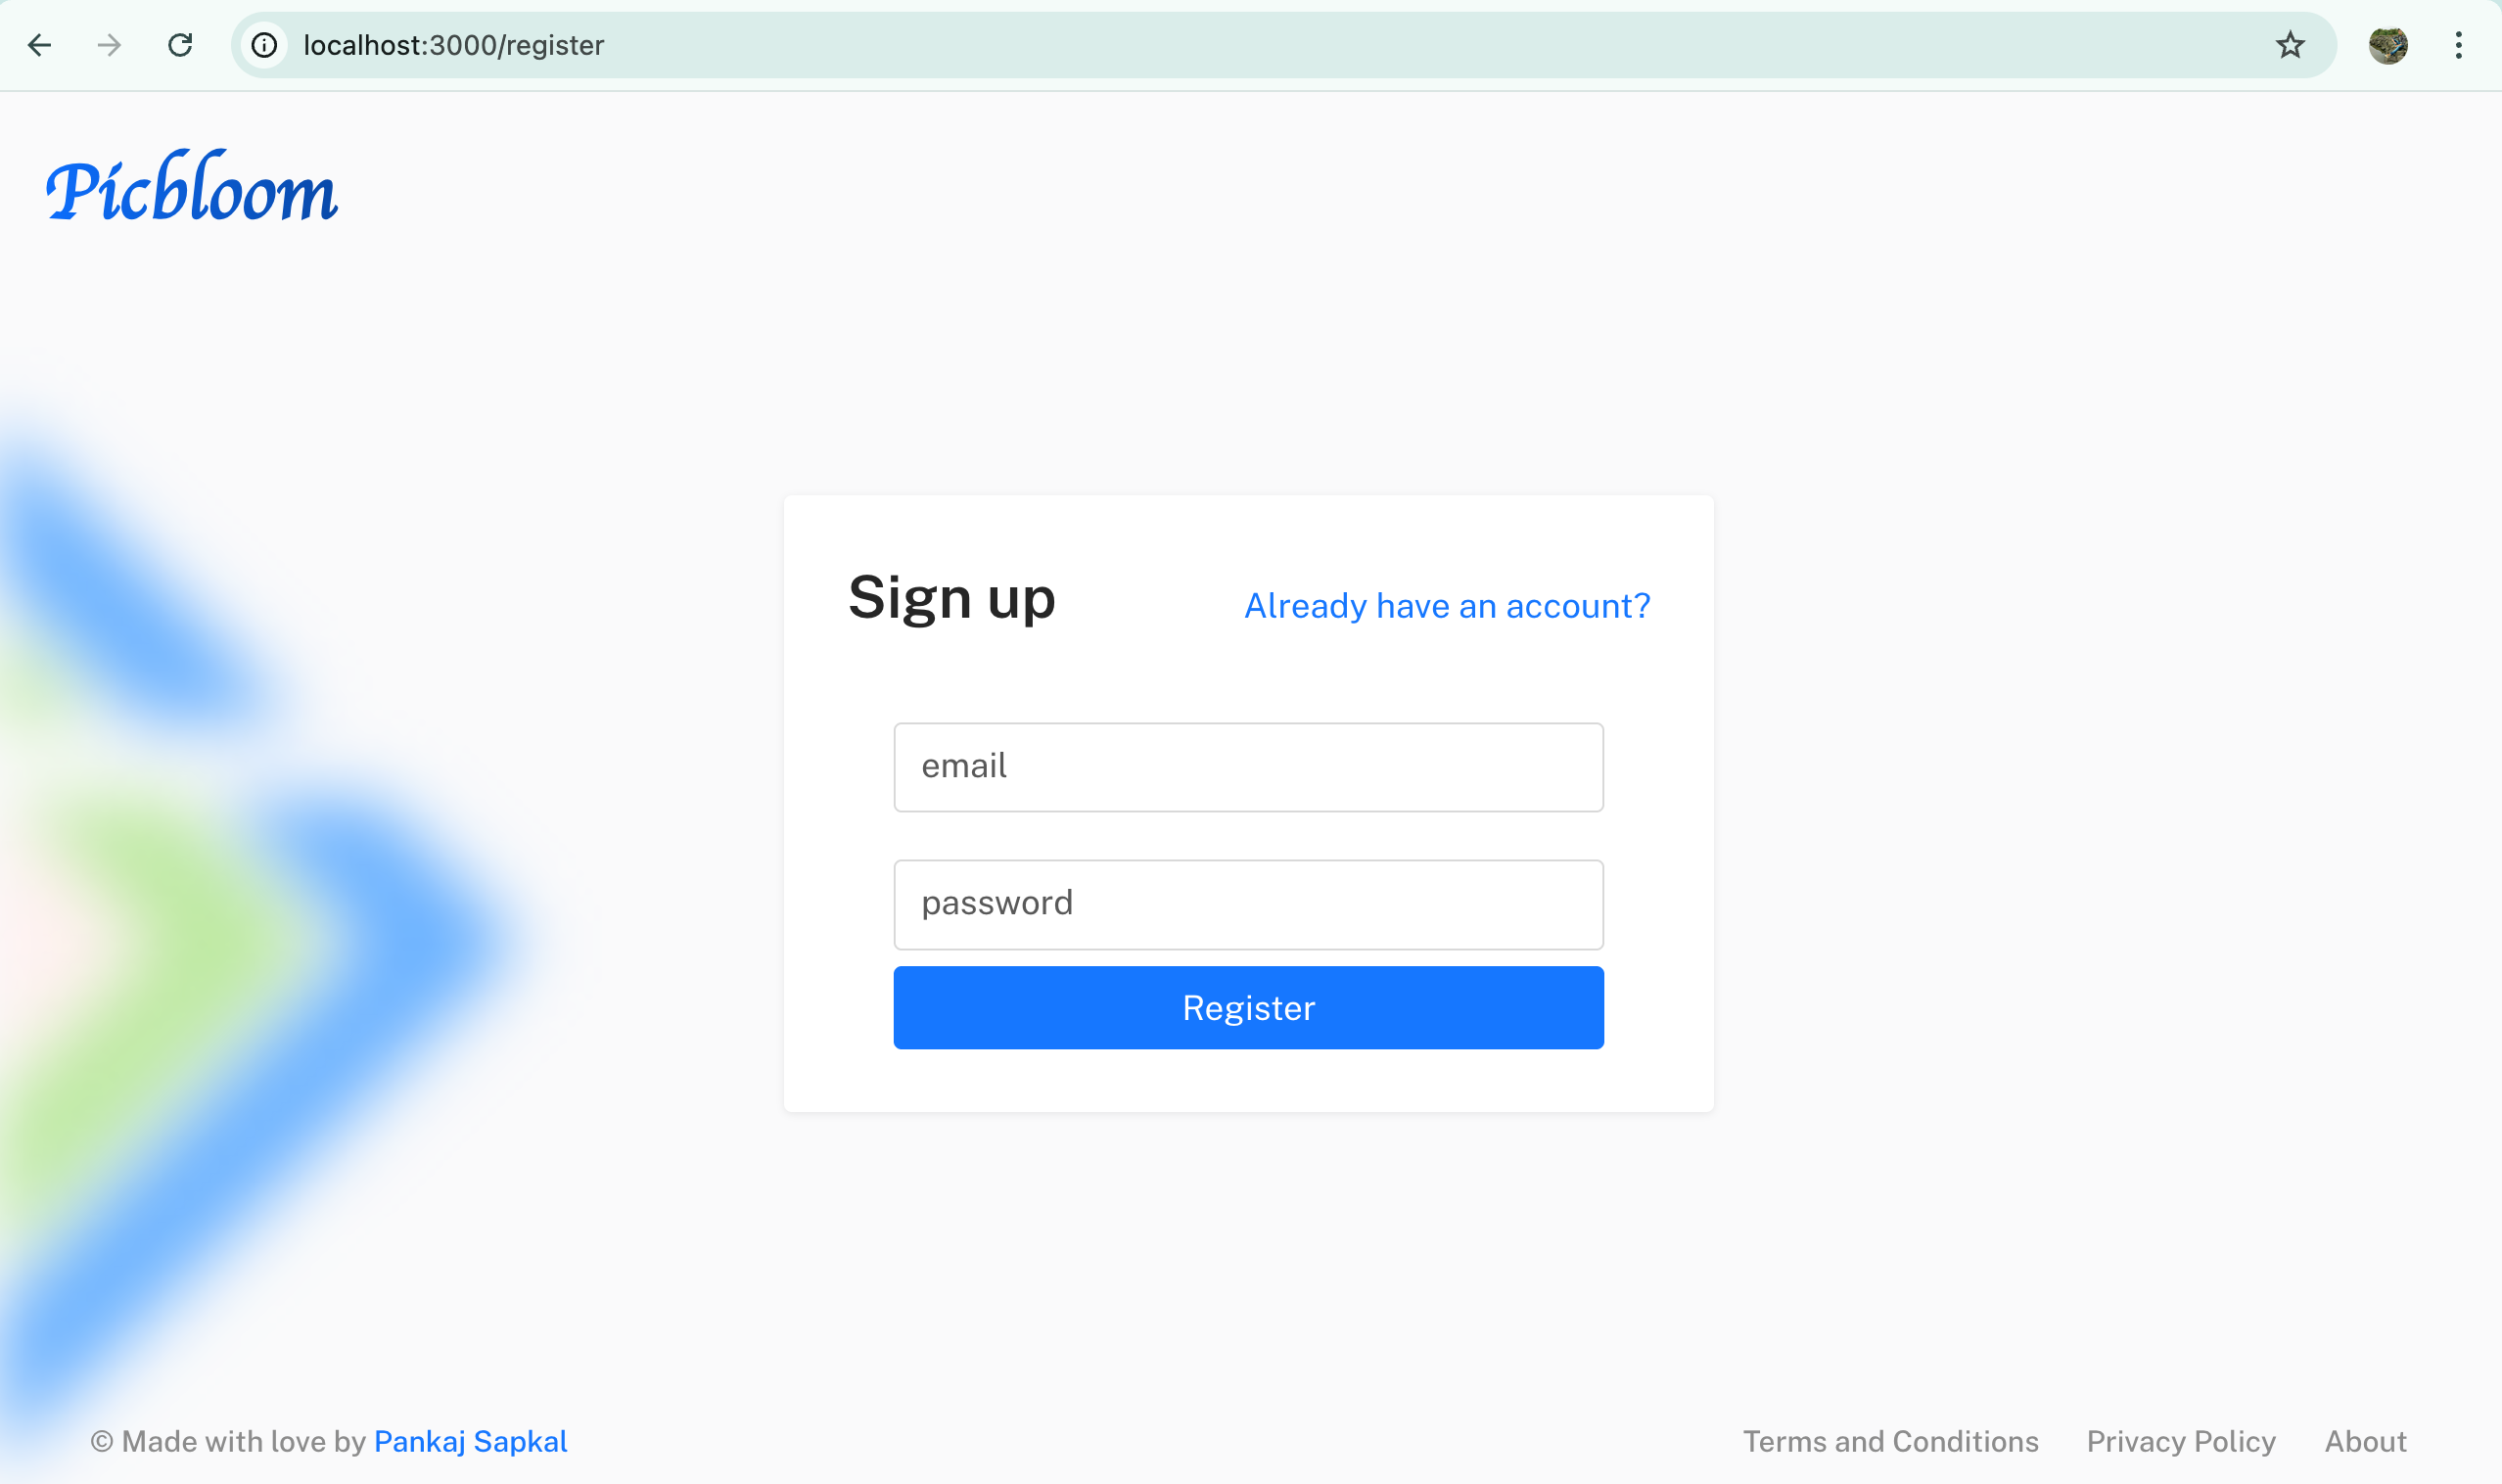 localhost:3000/register
Picbloom
Sign up
Already have an account?
email
password
Register
© Made with love by Pankaj Sapkal
Terms and Conditions
Privacy Policy
About